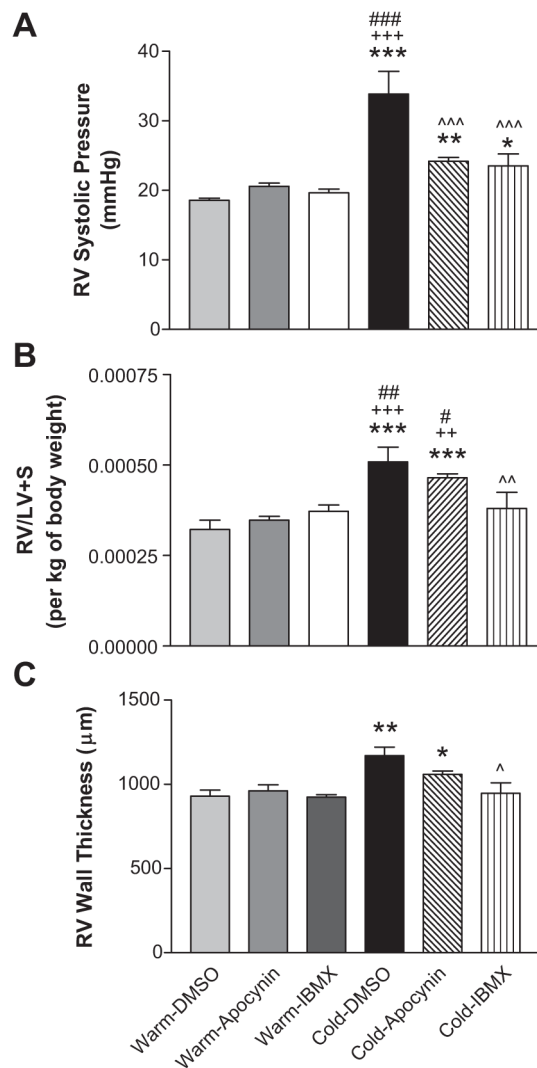 A
RV Systolic Pressure
(mmHg)
40
30
20
10
0
###
+++
***
^^^
**
^^^
*
B
RV/LV+S
(per kg of body weight)
0.00075
0.00050
0.00025
0.00000
##
+++
***
#
++
***
^^
C
RV Wall Thickness (μm)
1500
1000
500
0
**
*
^
Warm-DMSO
Warm-Apocynin
Warm-IBMX
Cold-DMSO
Cold-Apocynin
Cold-IBMX